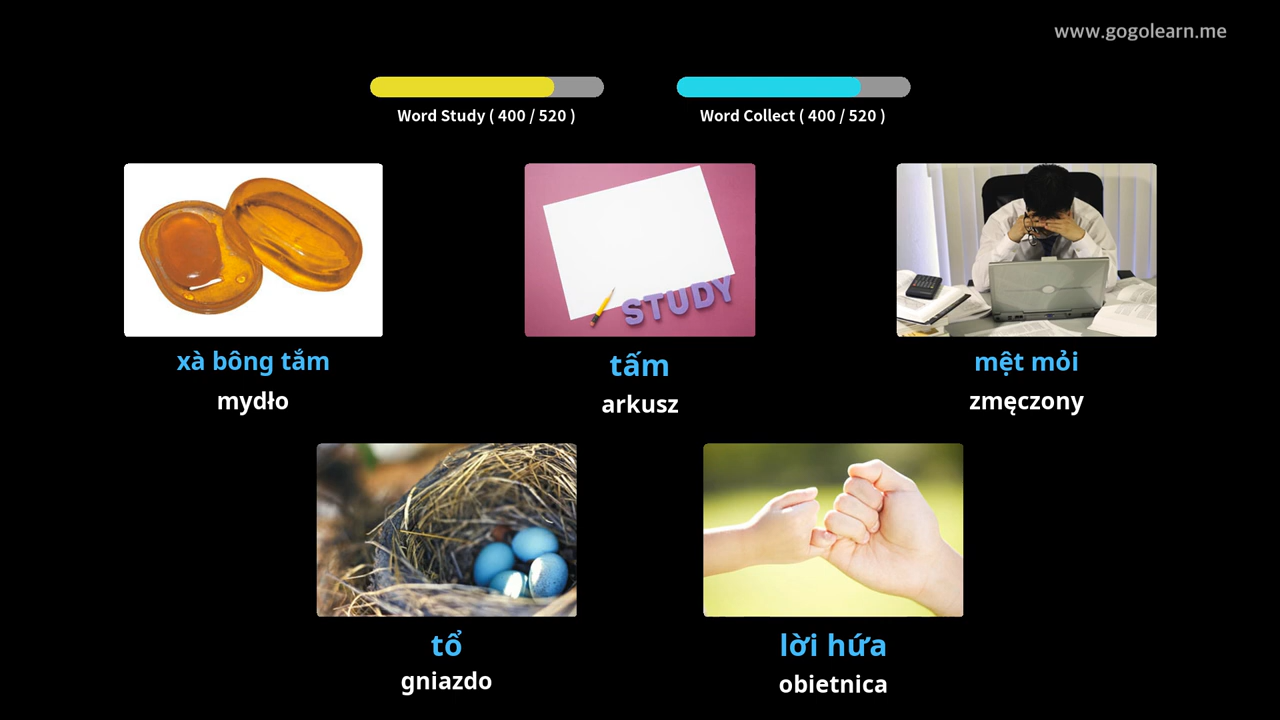 www.gogolearn.me
Word Study ( 400 / 520 )
Word Collect ( 400 / 520 )
STUDY
xà bông tắm
mydło
tấm
arkusz
mệt mỏi
zmęczony
tổ
gniazdo
lời hứa
obietnica